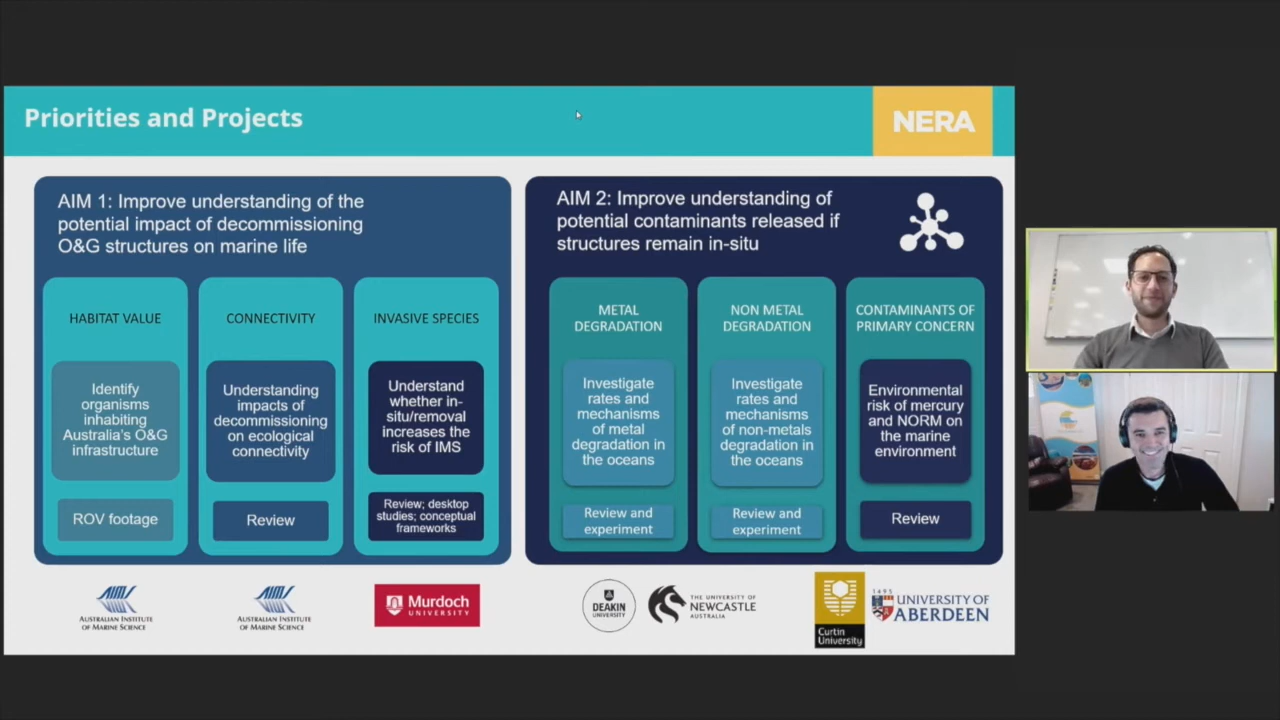 Priorities and Projects
NERA
AIM 1: Improve understanding of the
potential impact of decommissioning
O&G structures on marine life
HABITAT VALUE
Identify
organisms
inhabiting
Australia's O&G
infrastructure
ROV footage
CONNECTIVITY
Understanding
impacts of
decommissioning
on ecological
connectivity
Review
INVASIVE SPECIES
Understand
whether in-
situ/removal
increases the
risk of IMS
Review; desktop
studies; conceptual
frameworks
AIM 2: Improve understanding of
potential contaminants released if
structures remain in-situ
METAL
DEGRADATION
Investigate
rates and
mechanisms
of metal
degradation in
the oceans
Review and
experiment
NON METAL
DEGRADATION
Investigate
rates and
mechanisms
of non-metals
degradation in
the oceans
Review and
experiment
CONTAMINANTS OF
PRIMARY CONCERN
Environmental
risk of mercury
and NORM on
the marine
environment
Review
AIMS
AUSTRALIAN INSTITUTE
OF MARINE SCIENCE
AIMS
AUSTRALIAN INSTITUTE
OF MARINE SCIENCE
Murdoch
UNIVERSITY
DEAKIN
UNIVERSITY
THE UNIVERSITY OF
NEWCASTLE
AUSTRALIA
Curtin
University
1495
UNIVERSITY OF
ABERDEEN